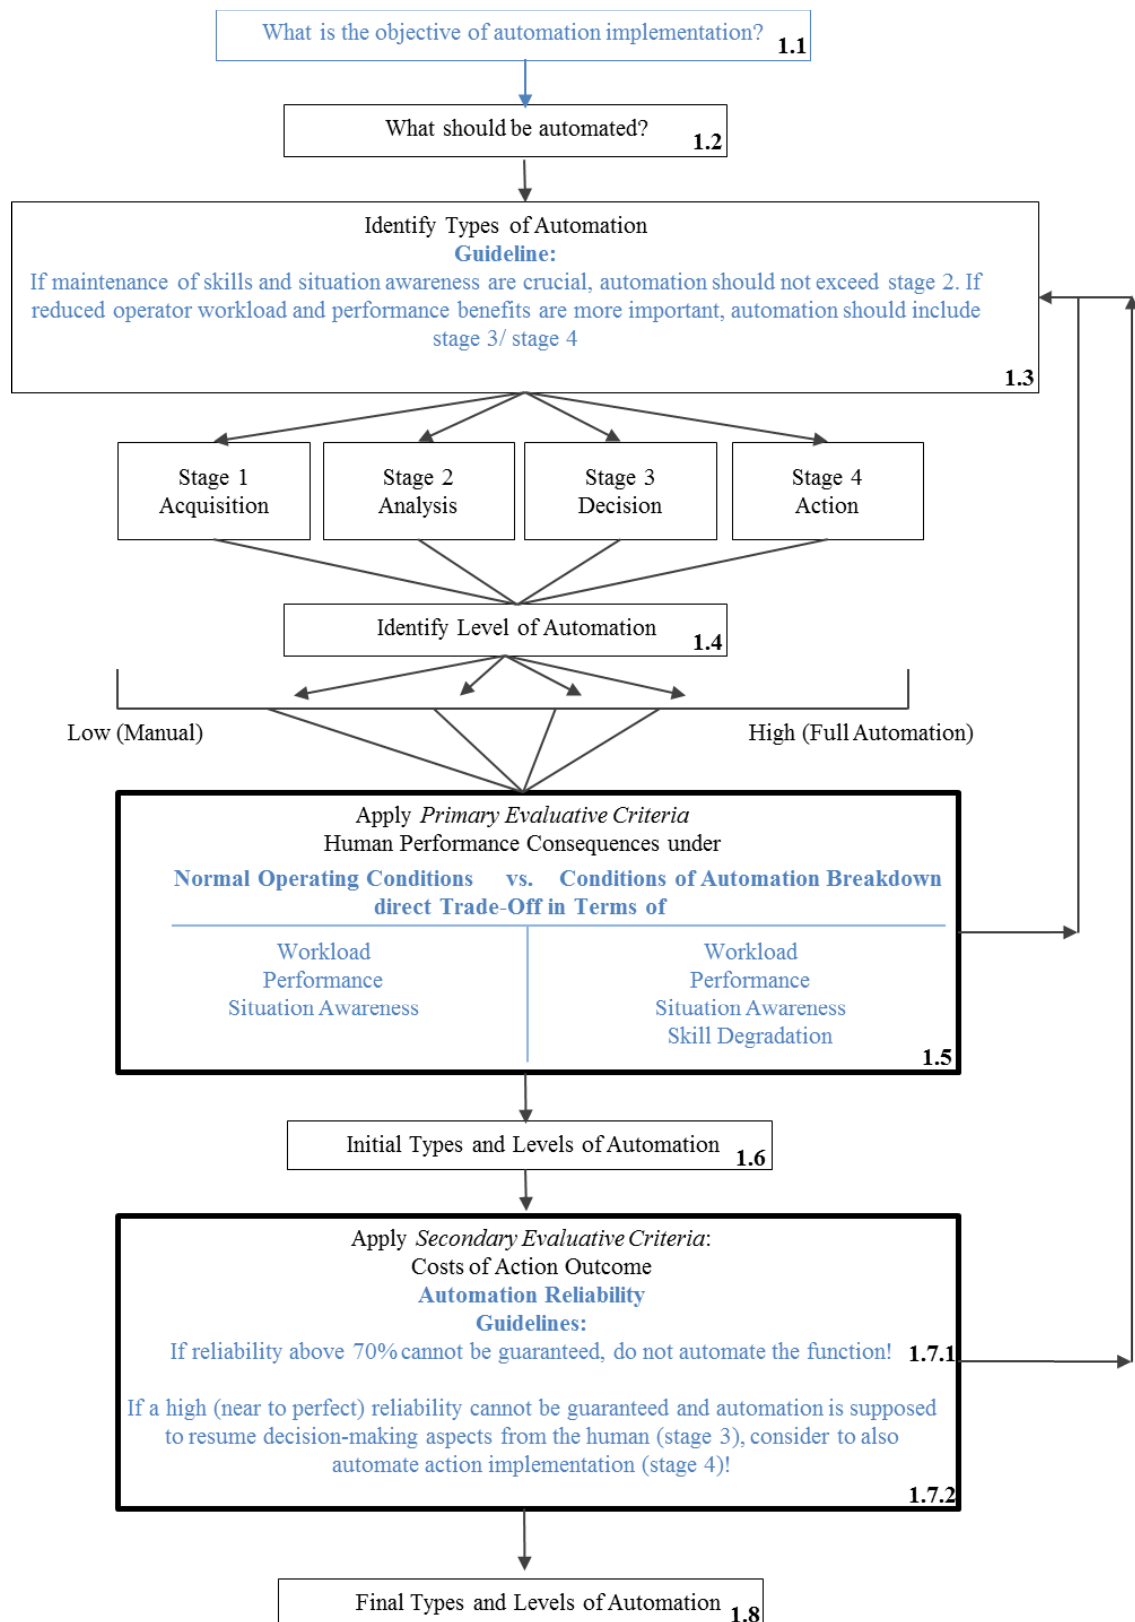 What is the objective of automation implementation?
1.1
What should be automated?
1.2
Identify Types of Automation
Guideline:
If maintenance of skills and situation awareness are crucial, automation should not exceed stage 2. If
reduced operator workload and performance benefits are more important, automation should include
stage 3/ stage 4
1.3
Stage 1
Acquisition
Stage 2
Analysis
Stage 3
Decision
Stage 4
Action
Identify Level of Automation
1.4
Low (Manual)
High (Full Automation)
Apply Primary Evaluative Criteria
Human Performance Consequences under
Normal Operating Conditions vs. Conditions of Automation Breakdown
direct Trade-Off in Terms of
Workload
Performance
Situation Awareness
Workload
Performance
Situation Awareness
Skill Degradation
1.5
Initial Types and Levels of Automation
1.6
Apply Secondary Evaluative Criteria:
Costs of Action Outcome
Automation Reliability
Guidelines:
If reliability above 70% cannot be guaranteed, do not automate the function!
1.7.1
If a high (near to perfect) reliability cannot be guaranteed and automation is supposed
to resume decision-making aspects from the human (stage 3), consider to also
automate action implementation (stage 4)!
1.7.2
Final Types and Levels of Automation
1.8